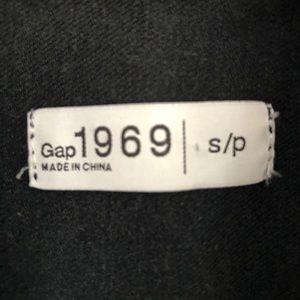 Gap1969 | s/p
MADE IN CHINA